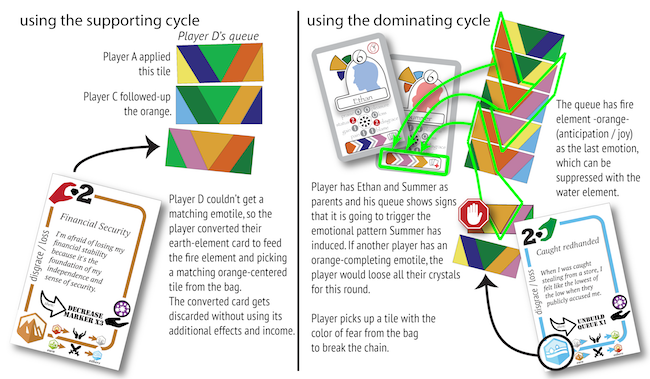 using the supporting cycle
Player D's queue
Player A applied
this tile
Player C followed-up
the orange.
Player D couldn't get a
matching emotile, so the
player converted their
earth-element card to feed
the fire element and picking
a matching orange-centered
tile from the bag.
The converted card gets
discarded without using its
additional effects and income.
-2
Financial Security
I'm afraid of losing my
financial stability
because it's the
foundation of my
independence and
sense of security.
disgrace / loss
DECREASE
MARKER X3
using the dominating cycle
Ethan
The queue has fire
element -orange-
(anticipation / joy)
as the last emotion,
which can be
suppressed with the
water element.
Player has Ethan and Summer as
parents and his queue shows signs
that it is going to trigger the
emotional pattern Summer has
induced. If another player has an
orange-completing emotile, the
player would loose all their crystals
for this round.
Player picks up a tile with the
color of fear from the bag
to break the chain.
2
Caught redhanded
When I was caught
stealing from a store, I
felt like the lowest of
the low when they
publicly accused me.
disgrace / loss
UNBUILD
QUEUE X1